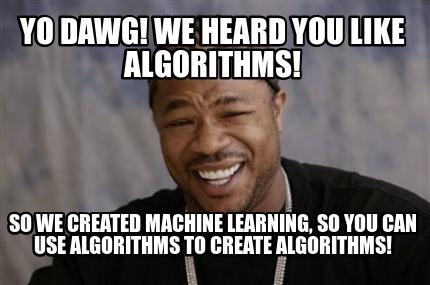 YO DAWG! WE HEARD YOU LIKE
ALGORITHMS!
SO WE CREATED MACHINE LEARNING, SO YOU CAN
USE ALGORITHMS TO CREATE ALGORITHMS!